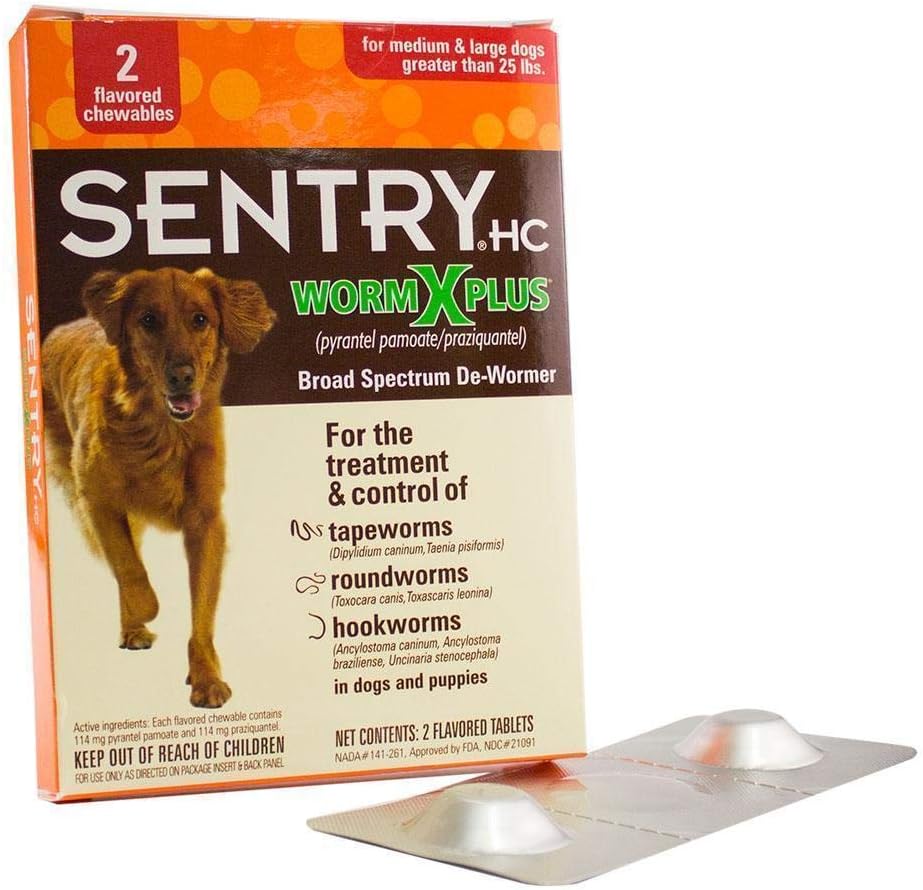 2
flavored
chewables
for medium & large dogs
greater than 25 lbs.
SENTRY® HC
WORM X PLUS®
(pyrantel pamoate/praziquantel)
Broad Spectrum De-Wormer
For the
treatment
& control of
tapeworms
(Dipylidium caninum, Taenia pisiformis)
roundworms
(Toxocara canis, Toxascaris leonina)
hookworms
(Ancylostoma caninum, Ancylostoma
braziliense, Uncinaria stenocephala)
in dogs and puppies
Active ingredients: Each flavored chewable contains
114 mg pyrantel pamoate and 114 mg praziquantel.
KEEP OUT OF REACH OF CHILDREN
FOR USE ONLY AS DIRECTED ON PACKAGE INSERT & BACK PANEL
NET CONTENTS: 2 FLAVORED TABLETS
NADA# 141-261, Approved by FDA, NDC# 21091
SENTRY HC